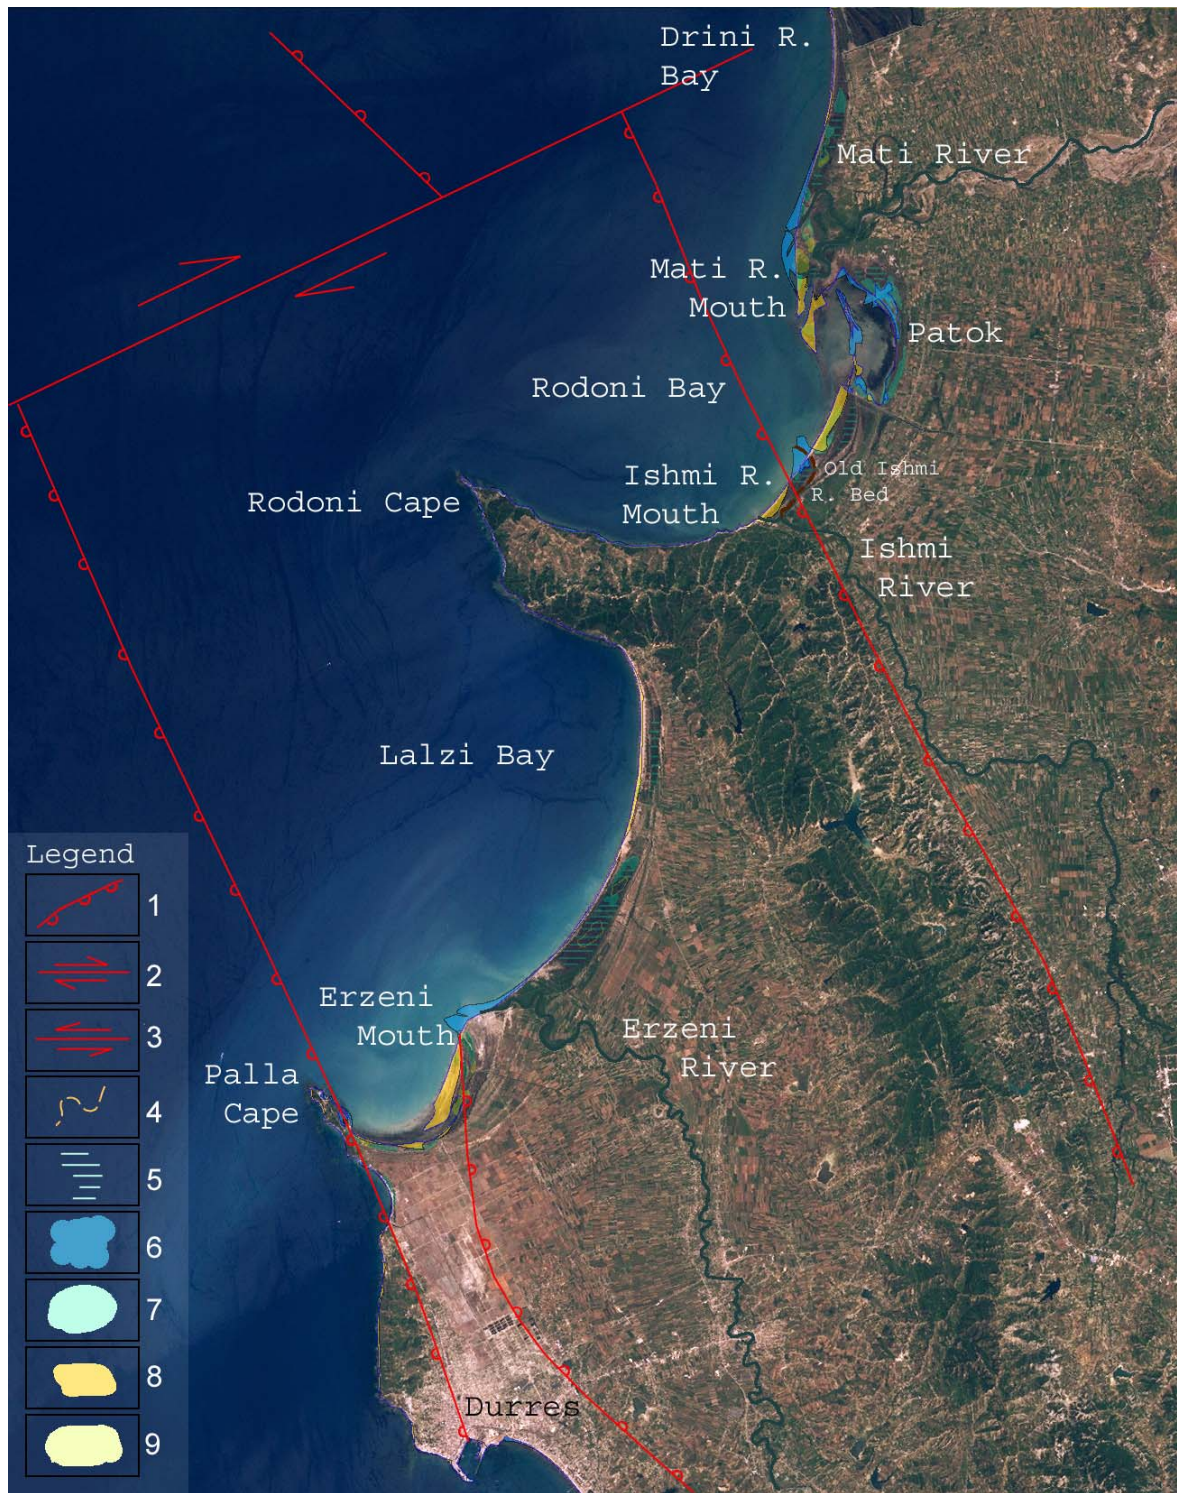 Drini R.
Bay
Mati River
Mati R.
Mouth
Patok
Rodoni Bay
Ishmi R.
Mouth
Old Ishmi
R. Bed
Rodoni Cape
Ishmi
River
Lalzi Bay
Erzeni
Mouth
Erzeni
River
Palla
Cape
Durres
Legend
1
2
3
4
5
6
7
8
9